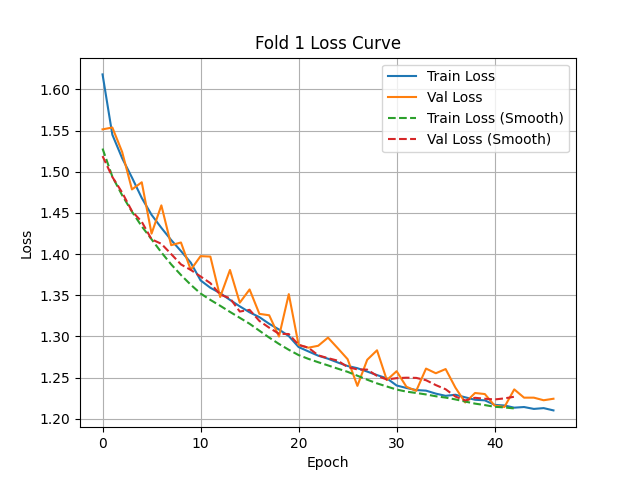 Fold 1 Loss Curve
Train Loss
Val Loss
Train Loss (Smooth)
Val Loss (Smooth)
1.60
1.55
1.50
1.45
1.40
1.35
1.30
1.25
1.20
Loss
0 10 20 30 40
Epoch